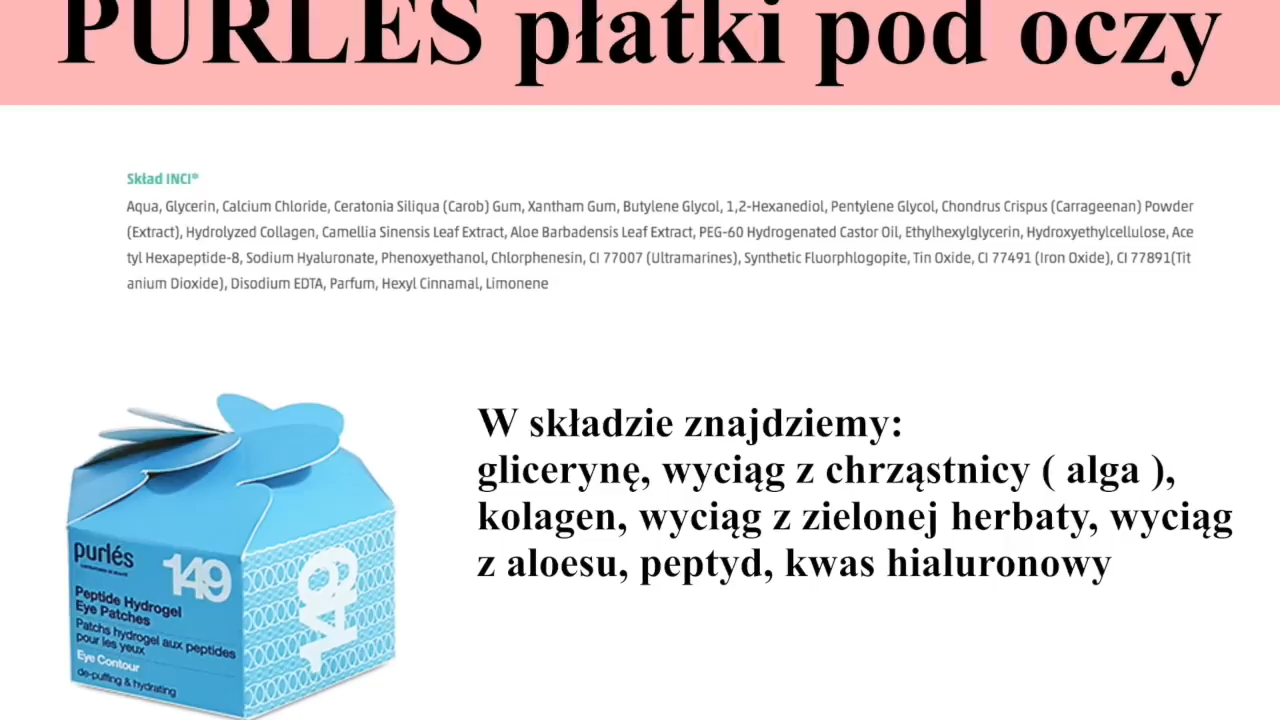 PURLES płatki pod oczy
Skład INCI®
Aqua, Glycerin, Calcium Chloride, Ceratonia Siliqua (Carob) Gum, Xantham Gum, Butylene Glycol, 1,2-Hexanediol, Pentylene Glycol, Chondrus Crispus (Carrageenan) Powder
(Extract), Hydrolyzed Collagen, Camellia Sinensis Leaf Extract, Aloe Barbadensis Leaf Extract, PEG-60 Hydrogenated Castor Oil, Ethylhexylglycerin, Hydroxyethylcellulose, Ace
tyl Hexapeptide-8, Sodium Hyaluronate, Phenoxyethanol, Chlorphenesin, CI 77007 (Ultramarines), Synthetic Fluorphlogopite, Tin Oxide, CI 77491 (Iron Oxide), CI 77891(Tit
anium Dioxide), Disodium EDTA, Parfum, Hexyl Cinnamal, Limonene
W składzie znajdziemy:
glicerynę, wyciąg z chrząstnicy ( alga ),
kolagen, wyciąg z zielonej herbaty, wyciąg
z aloesu, peptyd, kwas hialuronowy
purlés
149
Peptide Hydrogel
Eye Patches
Patchs hydrogel aux peptides
pour les yeux
Eye Contour
de-puffing & hydrating
149